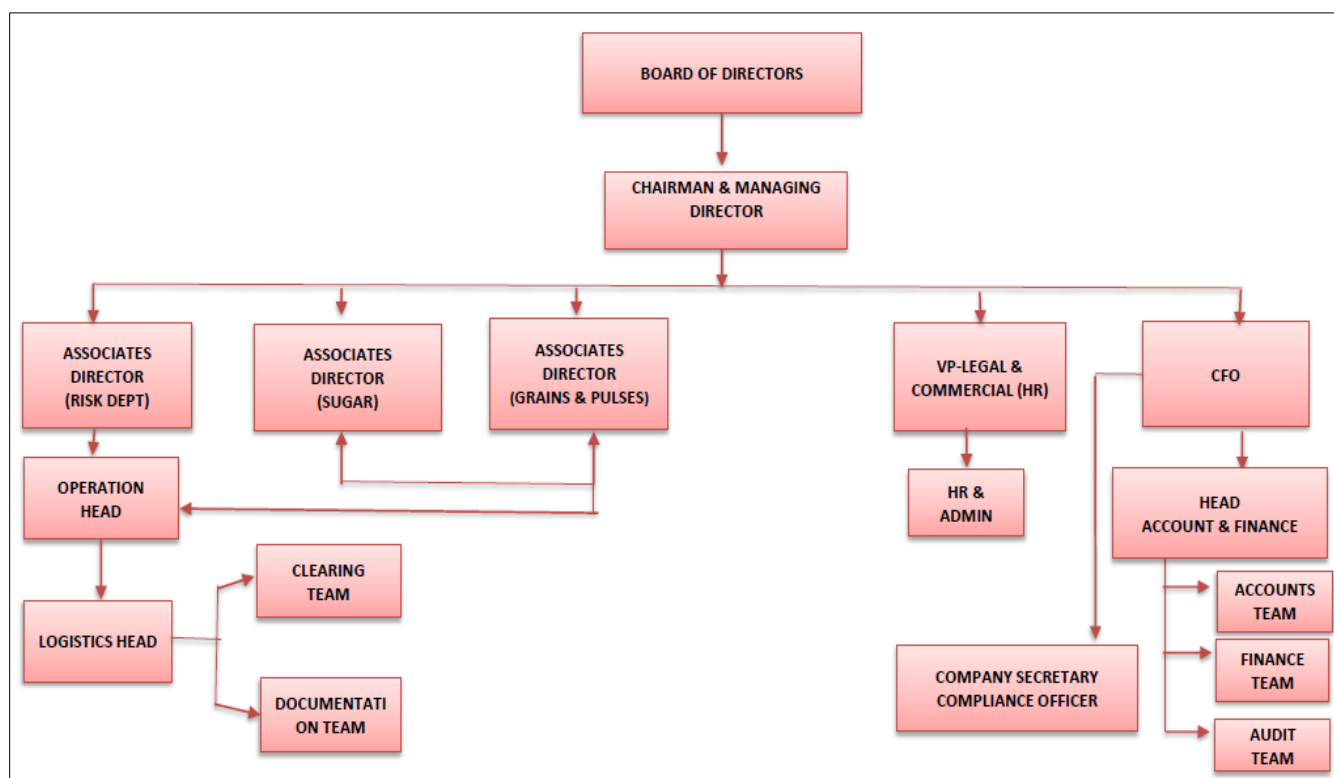 BOARD OF DIRECTORS
CHAIRMAN & MANAGING
DIRECTOR
ASSOCIATES
DIRECTOR
(RISK DEPT)
ASSOCIATES
DIRECTOR
(SUGAR)
ASSOCIATES
DIRECTOR
(GRAINS & PULSES)
VP-LEGAL &
COMMERCIAL (HR)
CFO
OPERATION
HEAD
HR &
ADMIN
HEAD
ACCOUNT & FINANCE
CLEARING
TEAM
LOGISTICS HEAD
DOCUMENTATI
ON TEAM
COMPANY SECRETARY
COMPLIANCE OFFICER
ACCOUNTS
TEAM
FINANCE
TEAM
AUDIT
TEAM